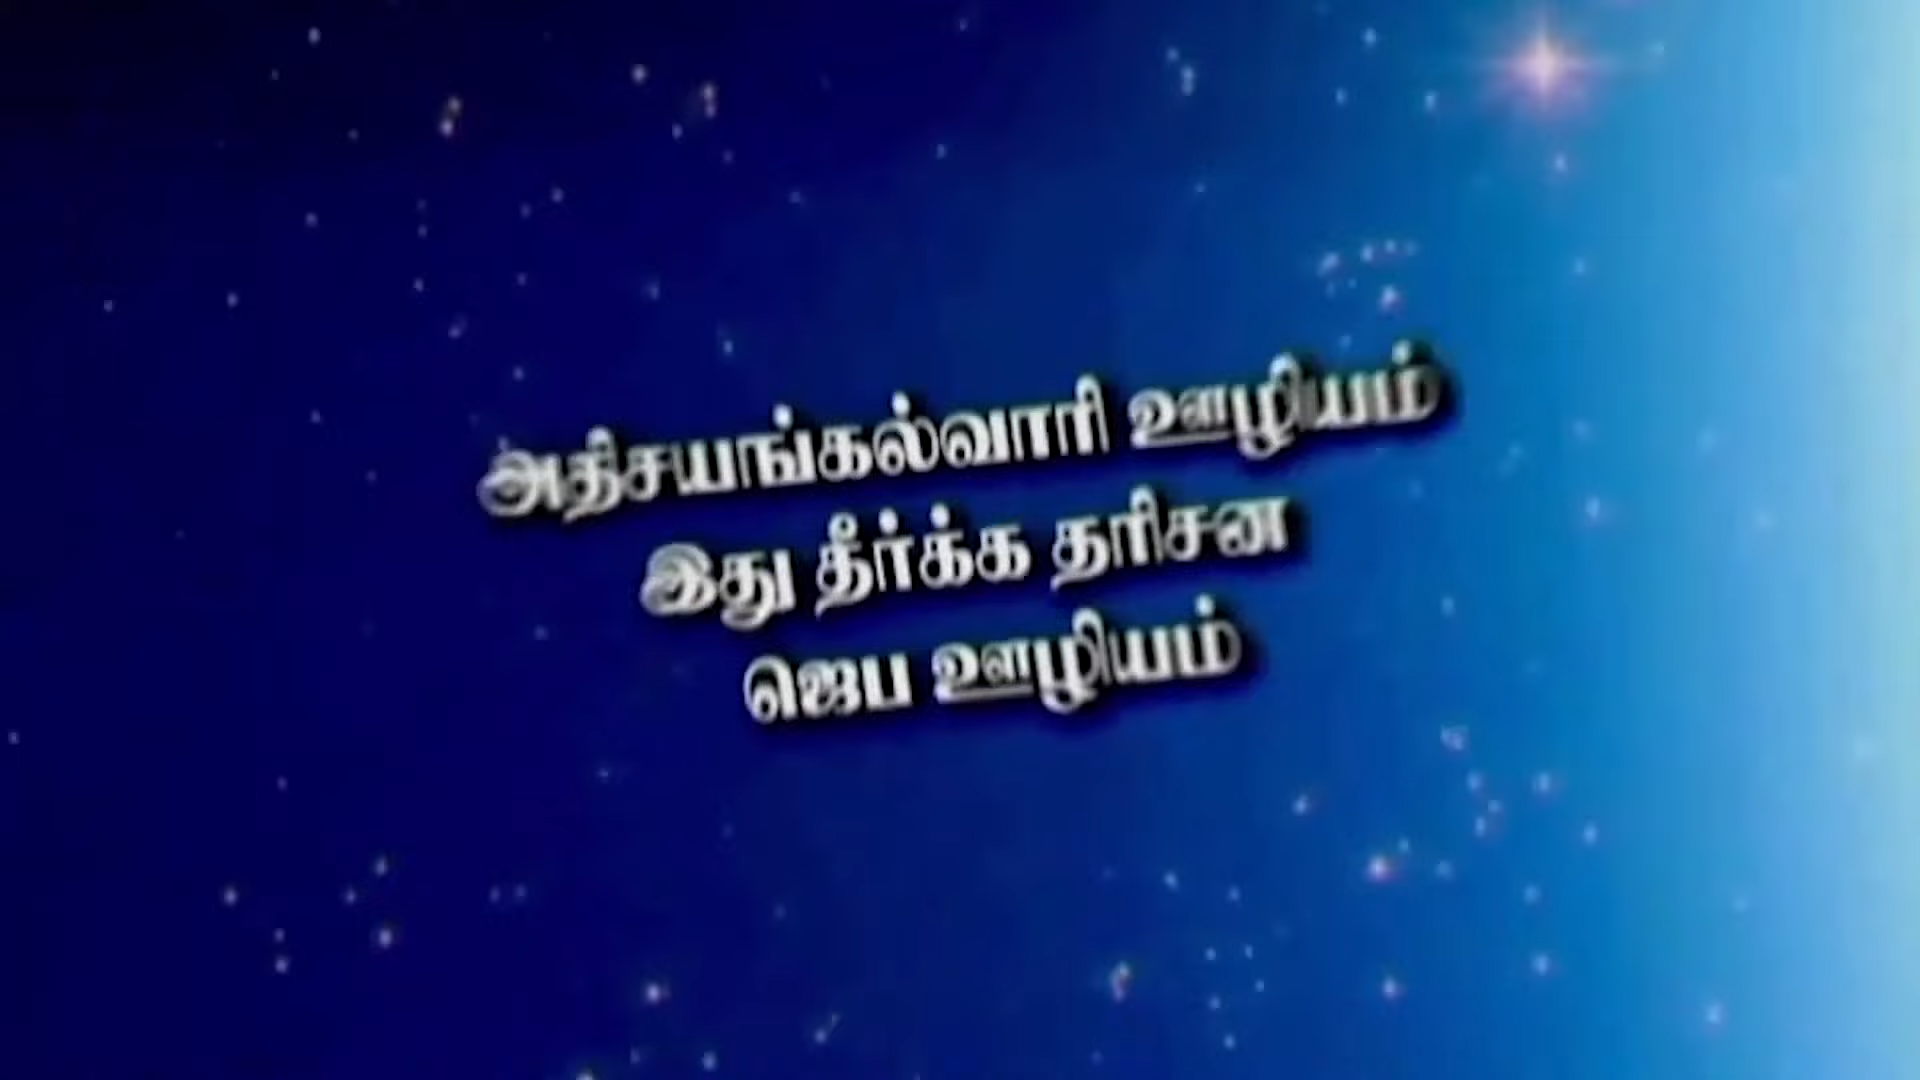 அதிசயங்கல்வாரி ஊழியம்
இது தீர்க்க தரிசன
ஜெப ஊழியம்